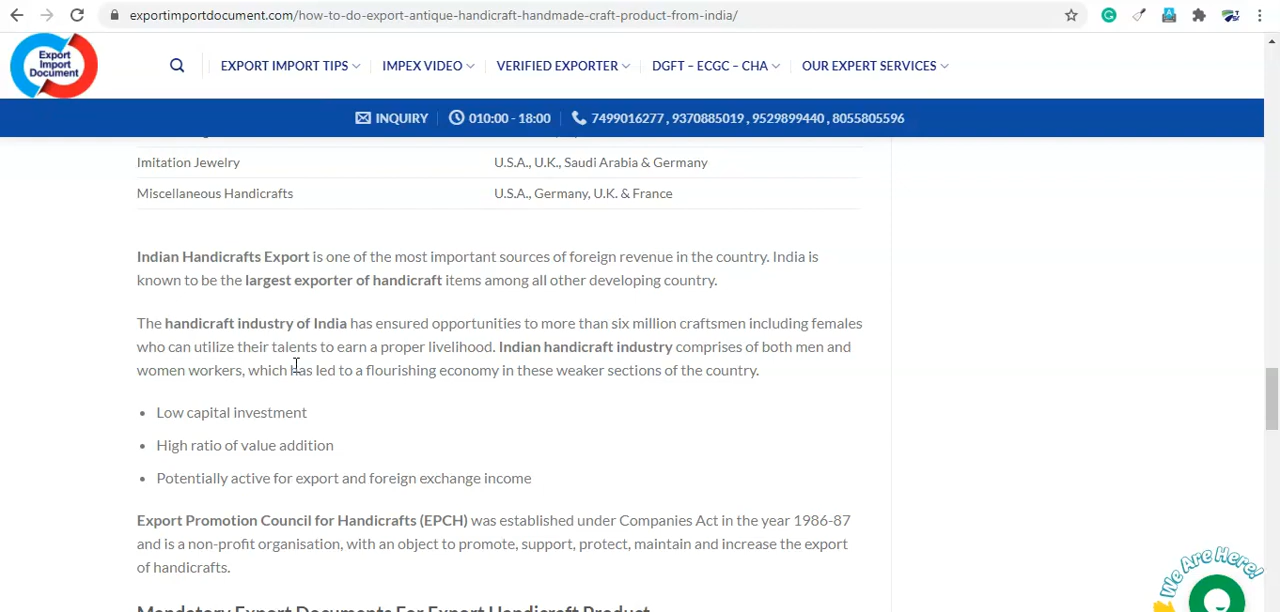 exportimportdocument.com/how-to-do-export-antique-handicraft-handmade-craft-product-from-india/
Export
Import
Document
EXPORT IMPORT TIPS
IMPEX VIDEO
VERIFIED EXPORTER
DGFT – ECGC – CHA
OUR EXPERT SERVICES
INQUIRY
010:00 - 18:00
7499016277 , 9370885019 , 9529899440 , 8055805596
Imitation Jewelry U.S.A., U.K., Saudi Arabia & Germany
Miscellaneous Handicrafts U.S.A., Germany, U.K. & France
Indian Handicrafts Export is one of the most important sources of foreign revenue in the country. India is
known to be the largest exporter of handicraft items among all other developing country.
The handicraft industry of India has ensured opportunities to more than six million craftsmen including females
who can utilize their talents to earn a proper livelihood. Indian handicraft industry comprises of both men and
women workers, which has led to a flourishing economy in these weaker sections of the country.
• Low capital investment
• High ratio of value addition
• Potentially active for export and foreign exchange income
Export Promotion Council for Handicrafts (EPCH) was established under Companies Act in the year 1986-87
and is a non-profit organisation, with an object to promote, support, protect, maintain and increase the export
of handicrafts.
Mandatory Export Documents For Export Handicraft Product
We Are Here!